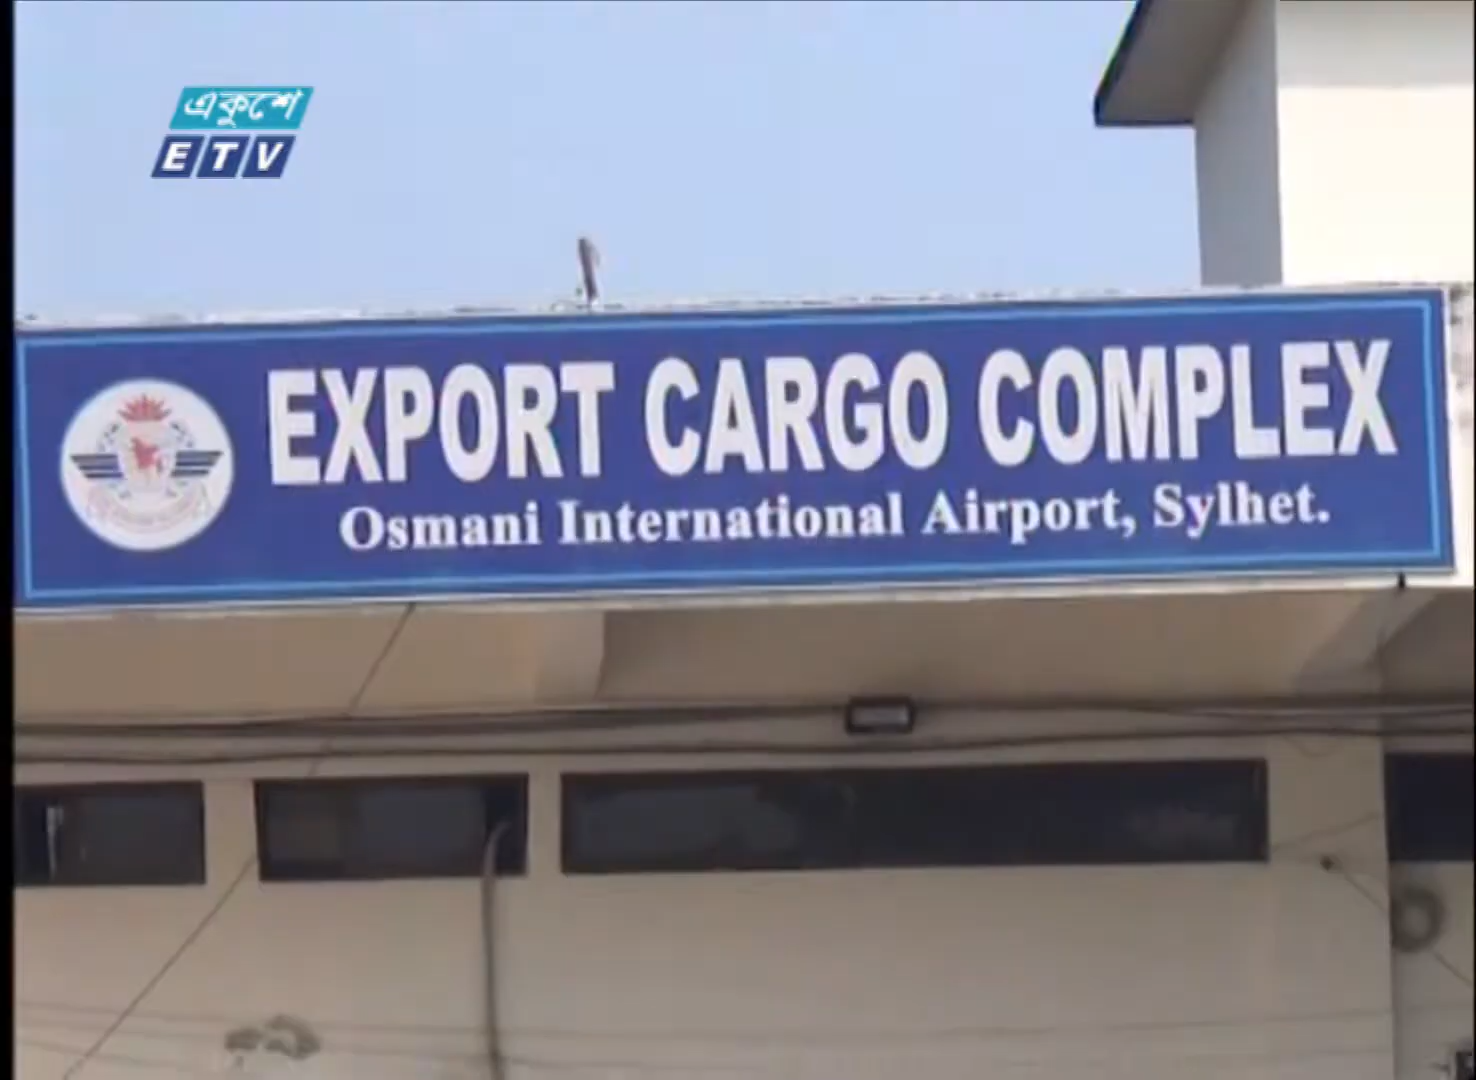 একুশে
ETV
EXPORT CARGO COMPLEX
Osmani International Airport, Sylhet.